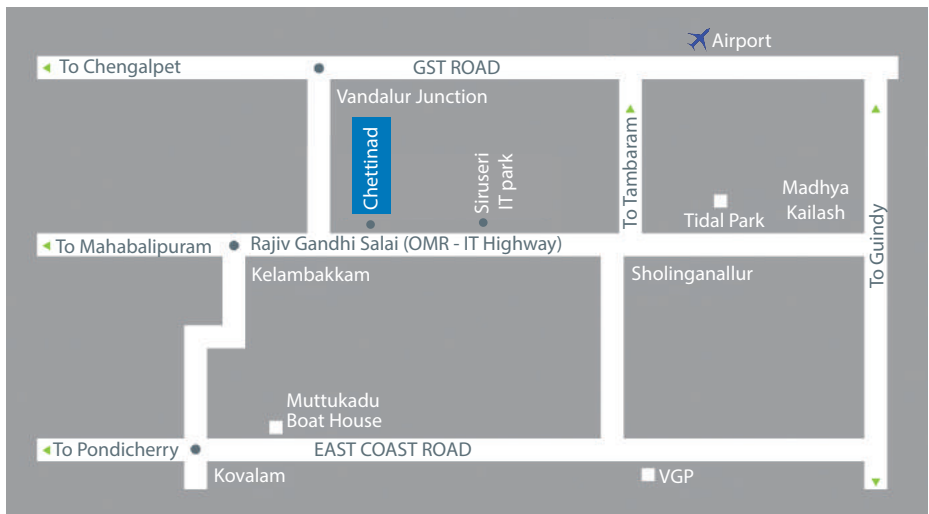 Airport
To Chengalpet
GST ROAD
Vandalur Junction
Chettinad
Siruseri
IT park
To Tambaram
Tidal Park
Madhya
Kailash
To Guindy
To Mahabalipuram
Rajiv Gandhi Salai (OMR - IT Highway)
Kelambakkam
Sholinganallur
Muttukadu
Boat House
To Pondicherry
EAST COAST ROAD
Kovalam
VGP